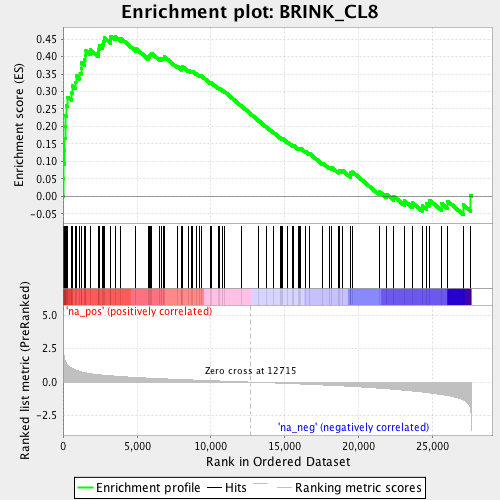 Enrichment plot: BRINK_CL8
Enrichment score (ES)
0.45
0.40
0.35
0.30
0.25
0.20
0.15
0.10
0.05
0.00
-0.05
'na_pos' (positively correlated)
Ranked list metric (PreRanked)
5.0
2.5
0.0
-2.5
Zero cross at 12715
'na_neg' (negatively correlated)
0 5,000 10,000 15,000 20,000 25,000
Rank in Ordered Dataset
Enrichment profile Hits Ranking metric scores